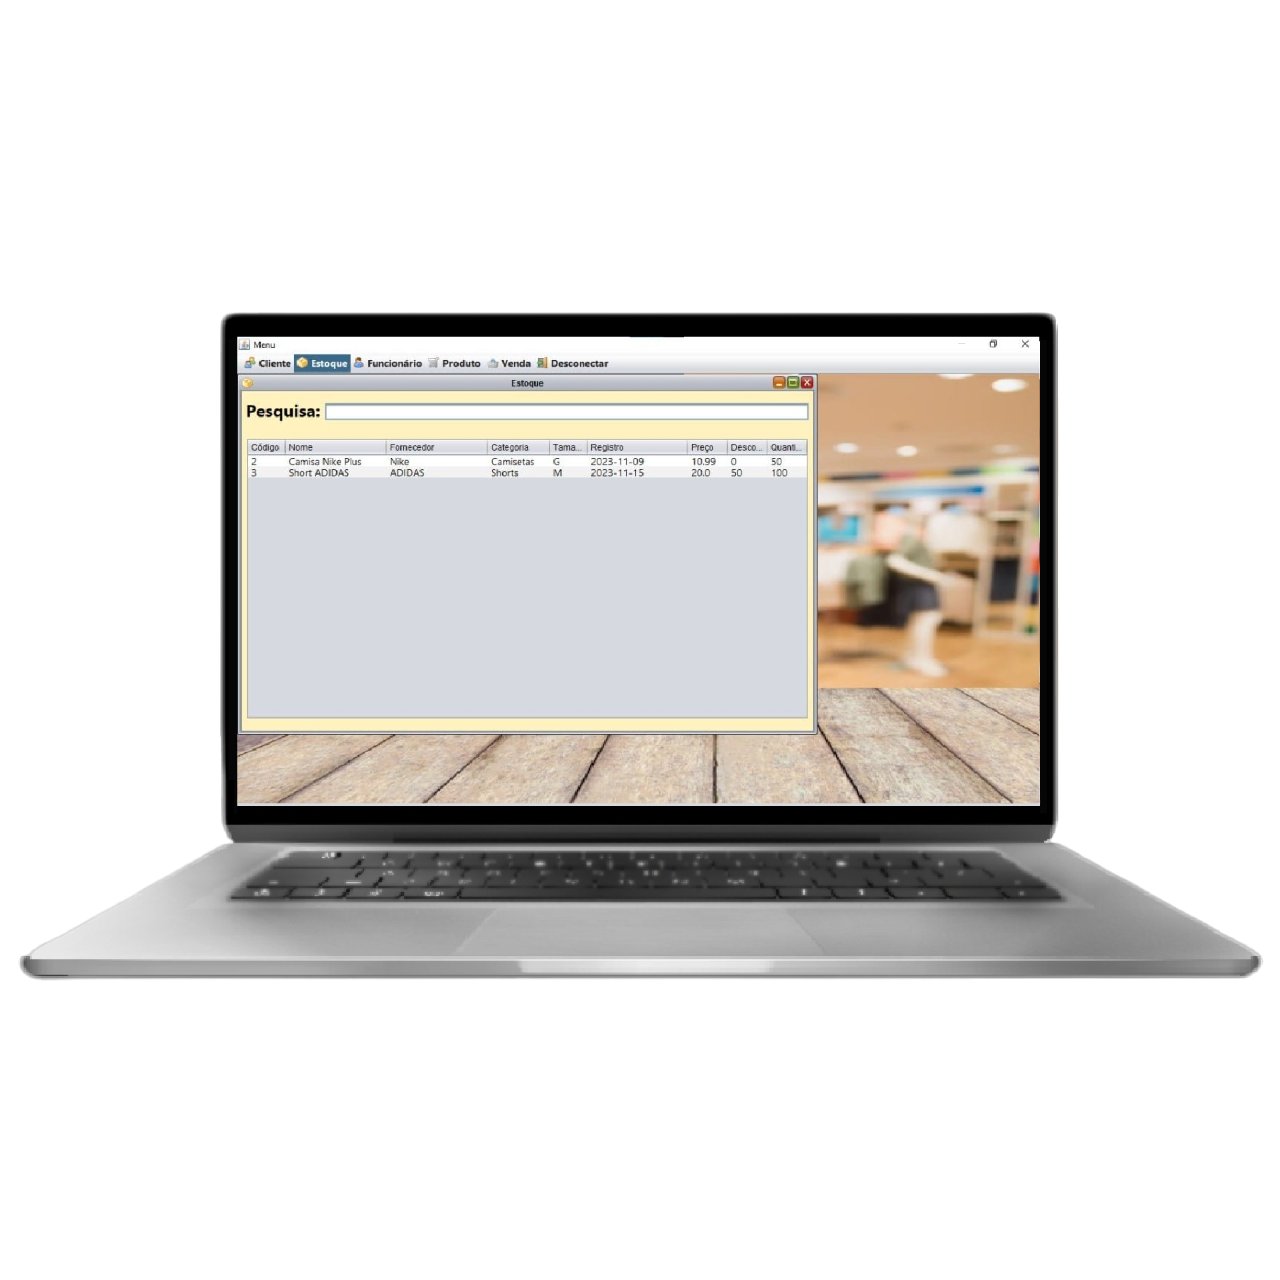 Menu
Cliente Estoque Funcionário Produto Venda Desconectar
Estoque
Pesquisa:
Código Nome Fornecedor Categoria Tama... Registro Preço Desco... Quanti...
2 Camisa Nike Plus Nike Camisetas G 2023-11-09 10.99 0 50
3 Short ADIDAS ADIDAS Shorts M 2023-11-15 20.0 50 100